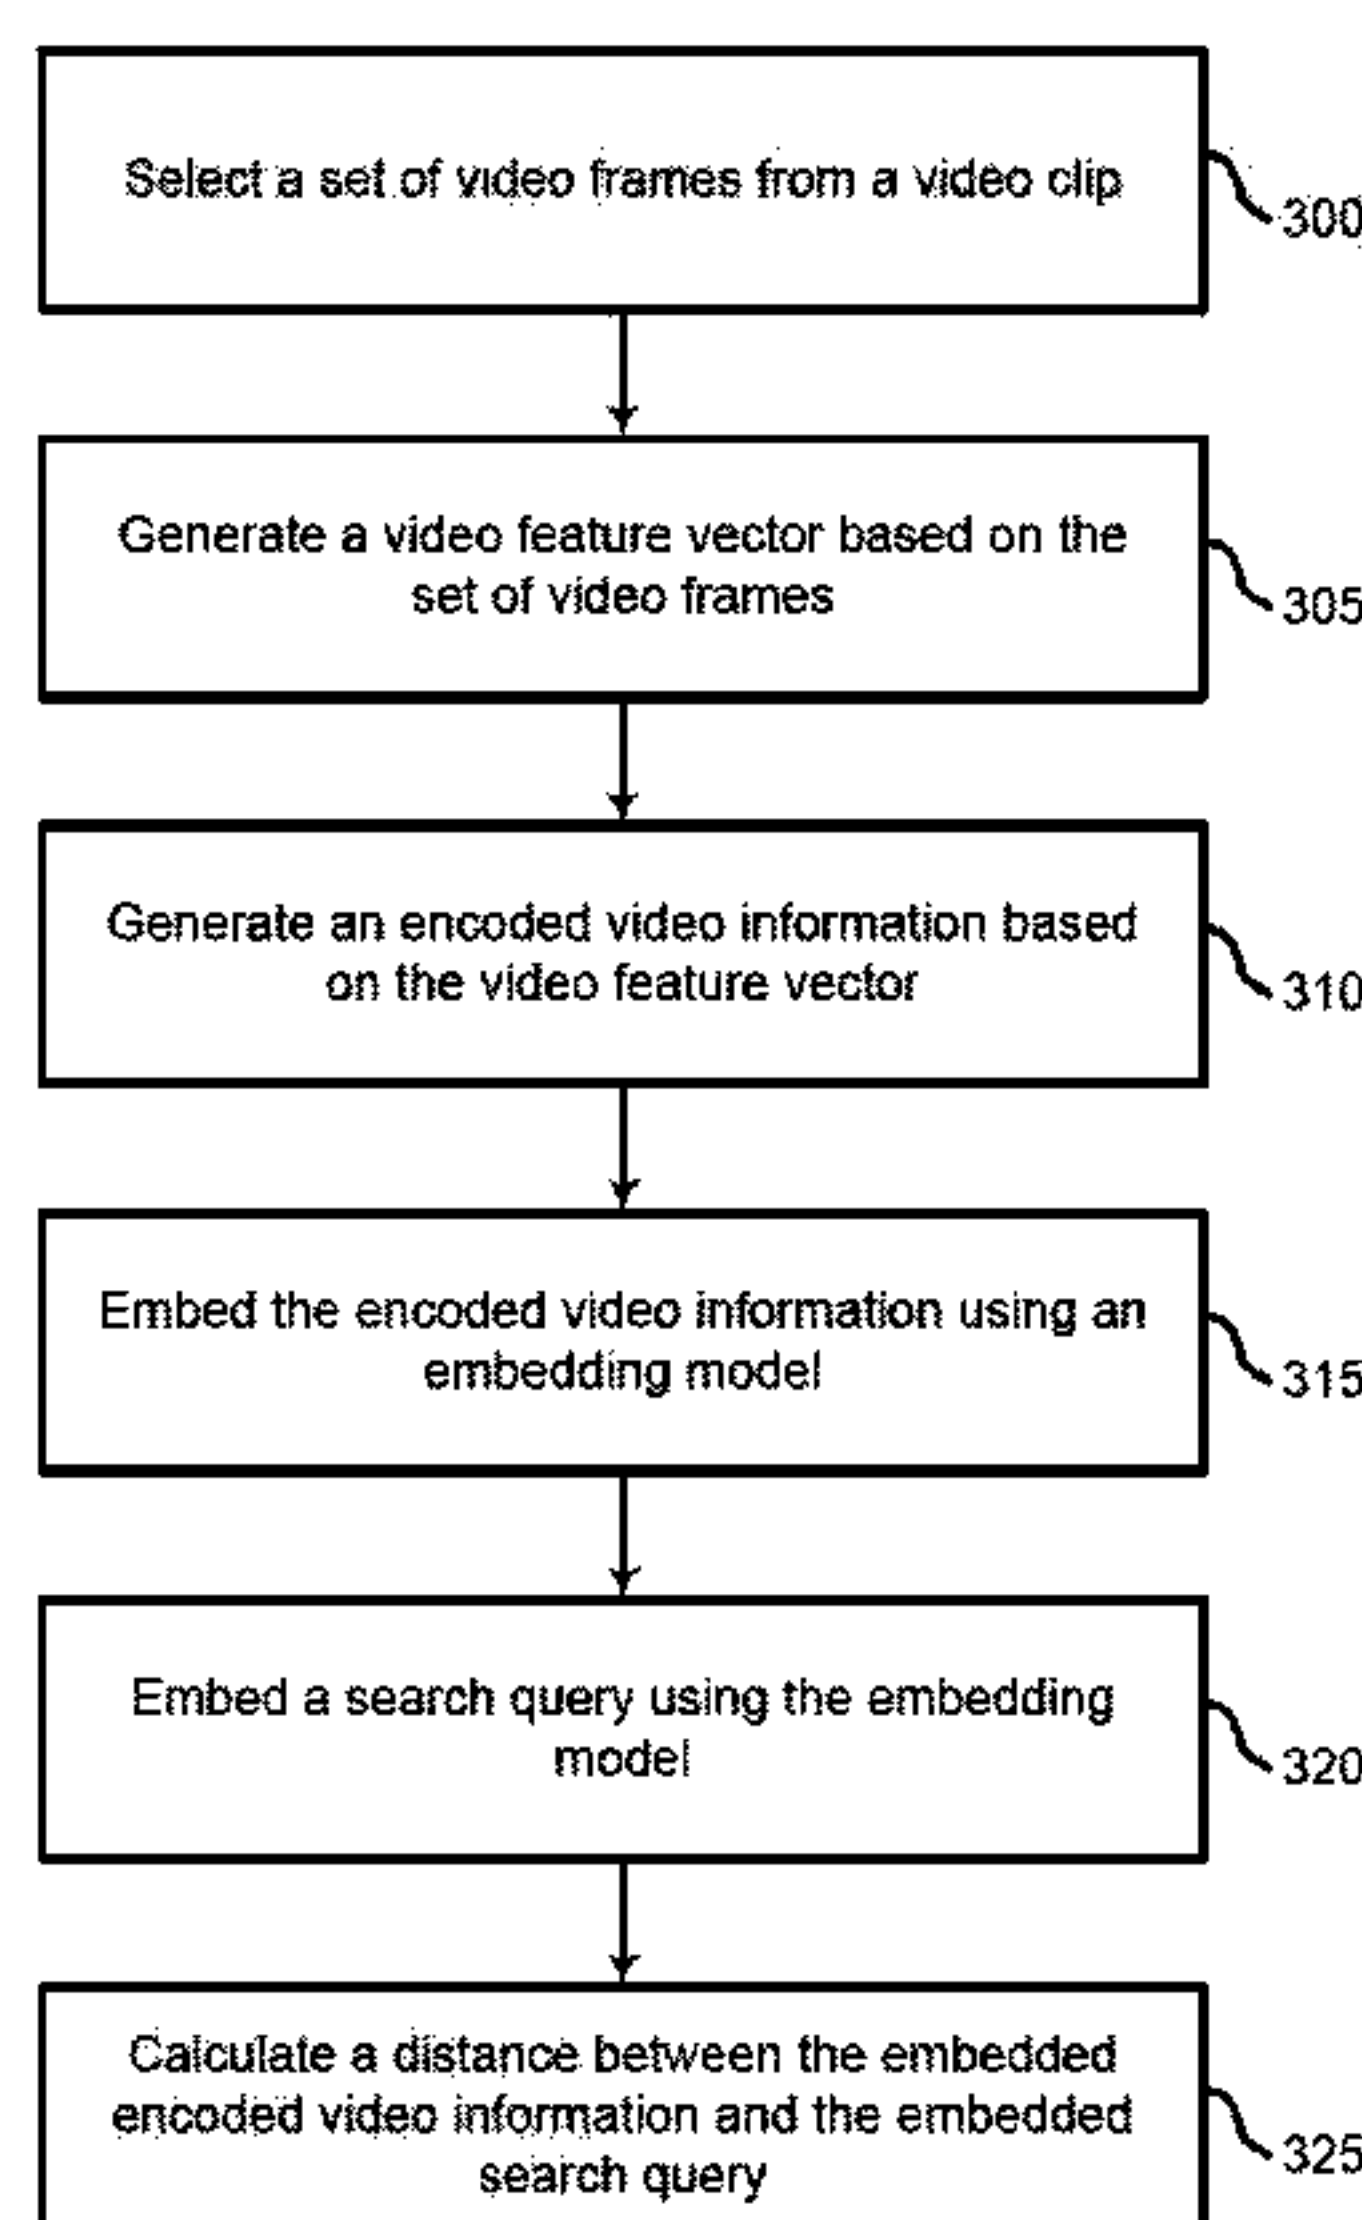 Select a set of video frames from a video clip
300
Generate a video feature vector based on the
set of video frames
305
Generate an encoded video information based
on the video feature vector
310
Embed the encoded video information using an
embedding model
315
Embed a search query using the embedding
model
320
Calculate a distance between the embedded
encoded video information and the embedded
search query
325